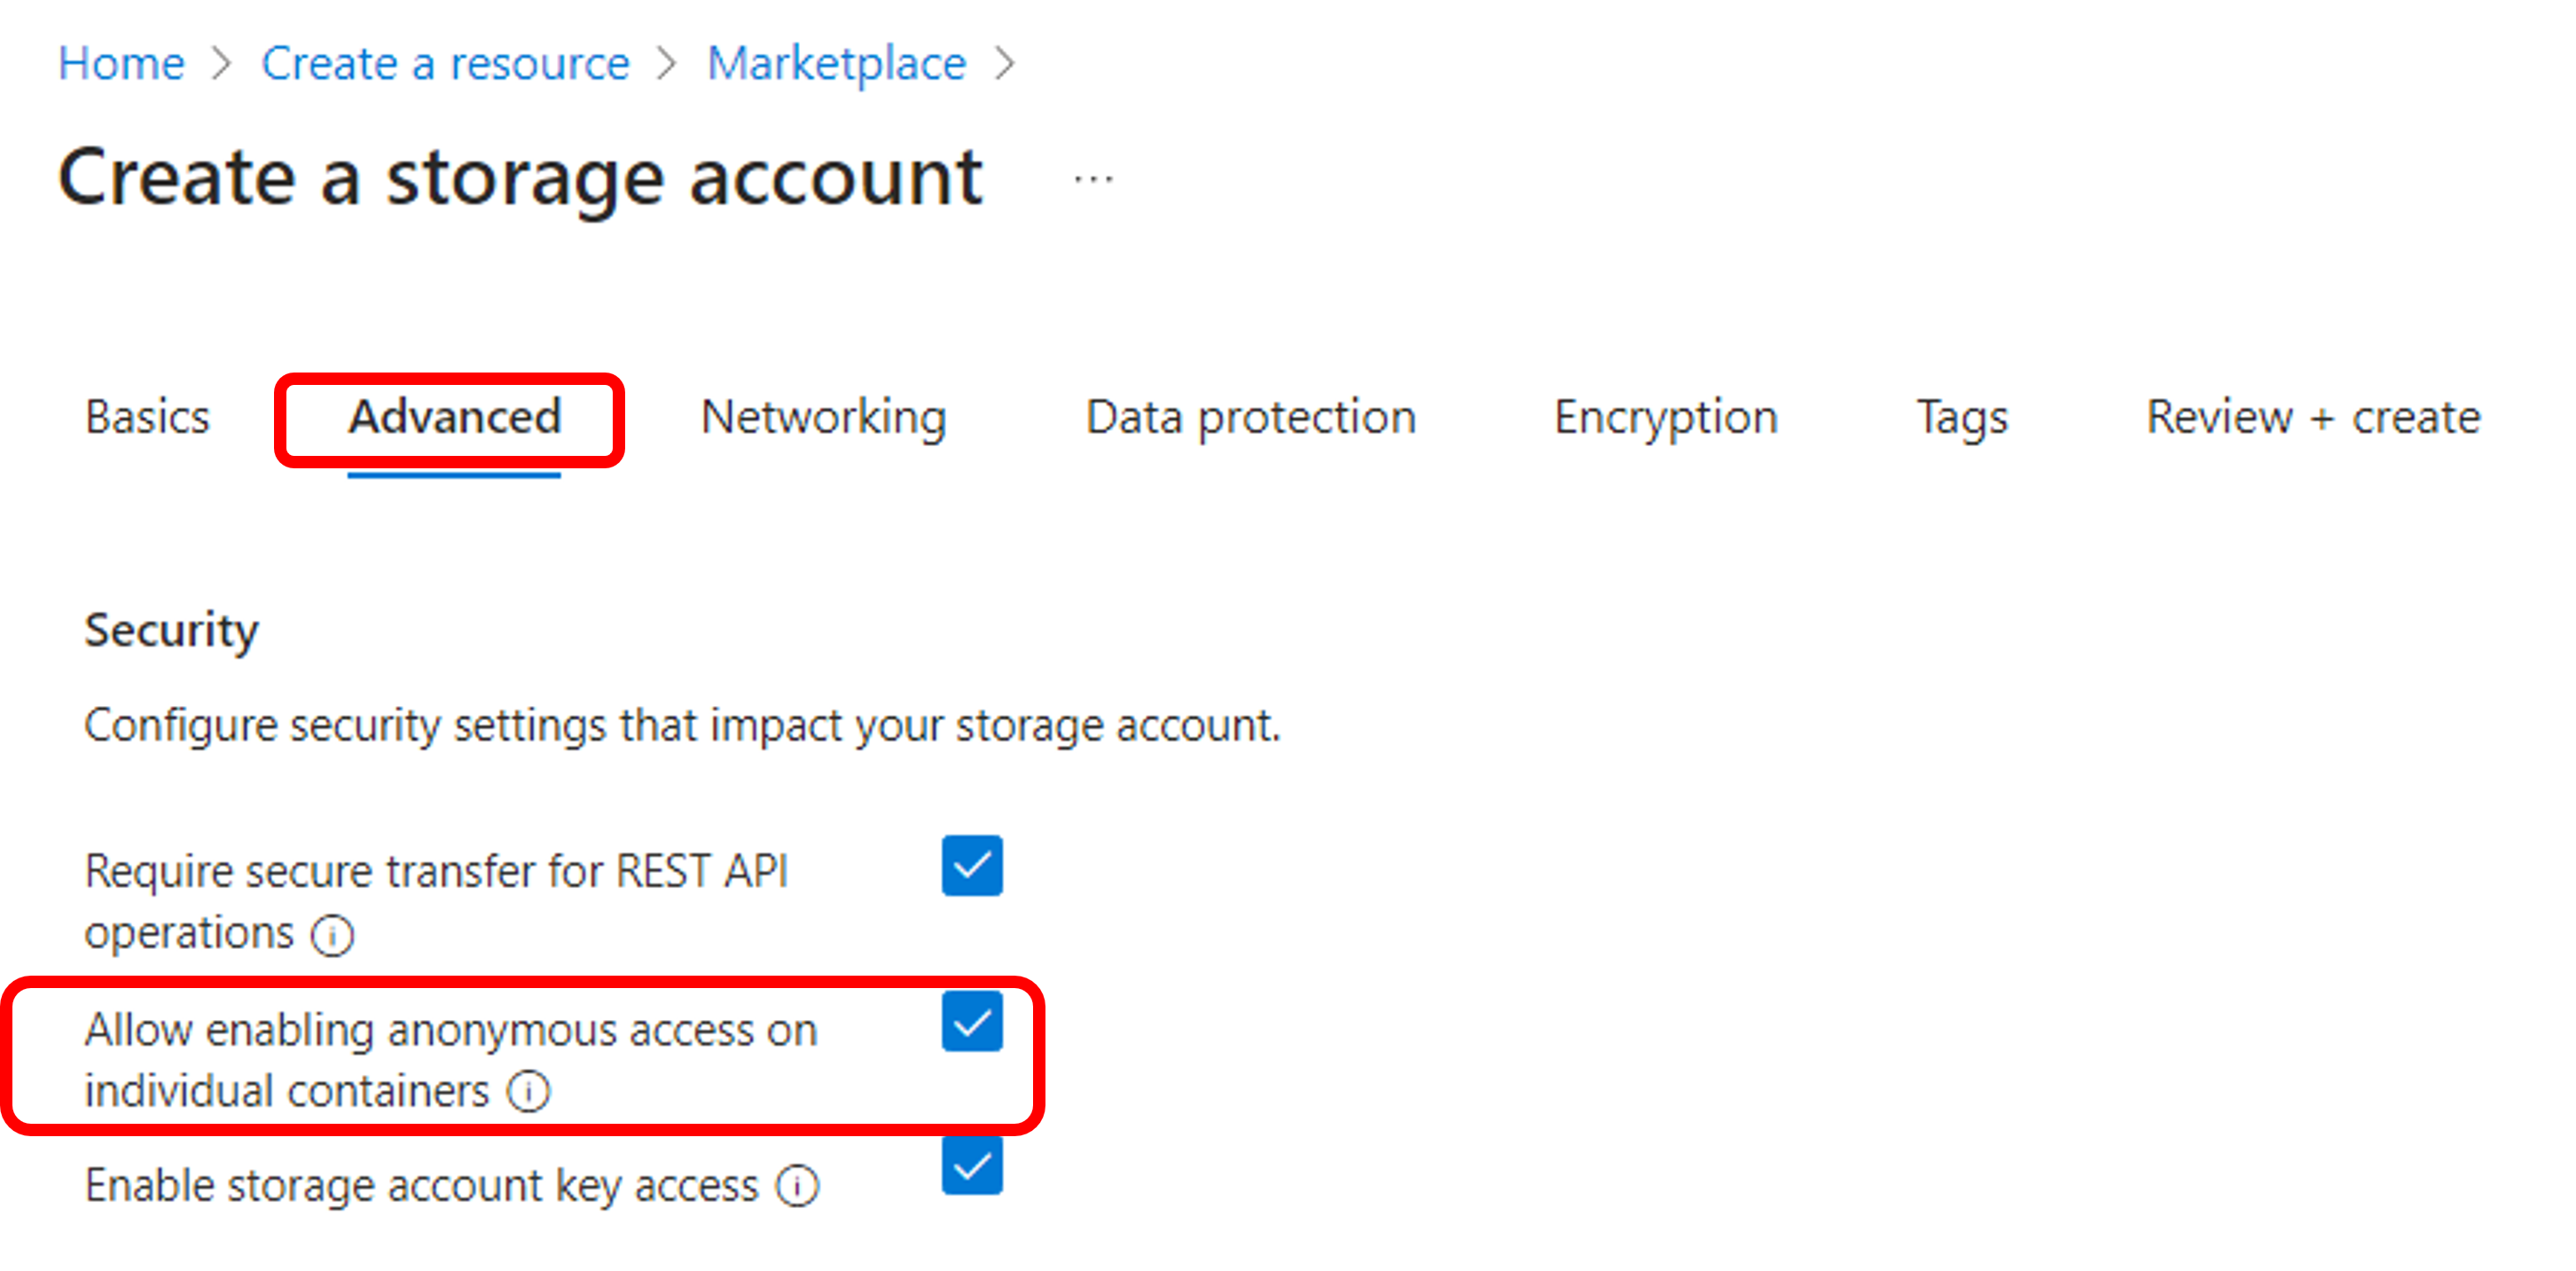 Home > Create a resource > Marketplace >
Create a storage account ...
Basics Advanced Networking Data protection Encryption Tags Review + create
Security
Configure security settings that impact your storage account.
Require secure transfer for REST API
operations
Allow enabling anonymous access on
individual containers
Enable storage account key access